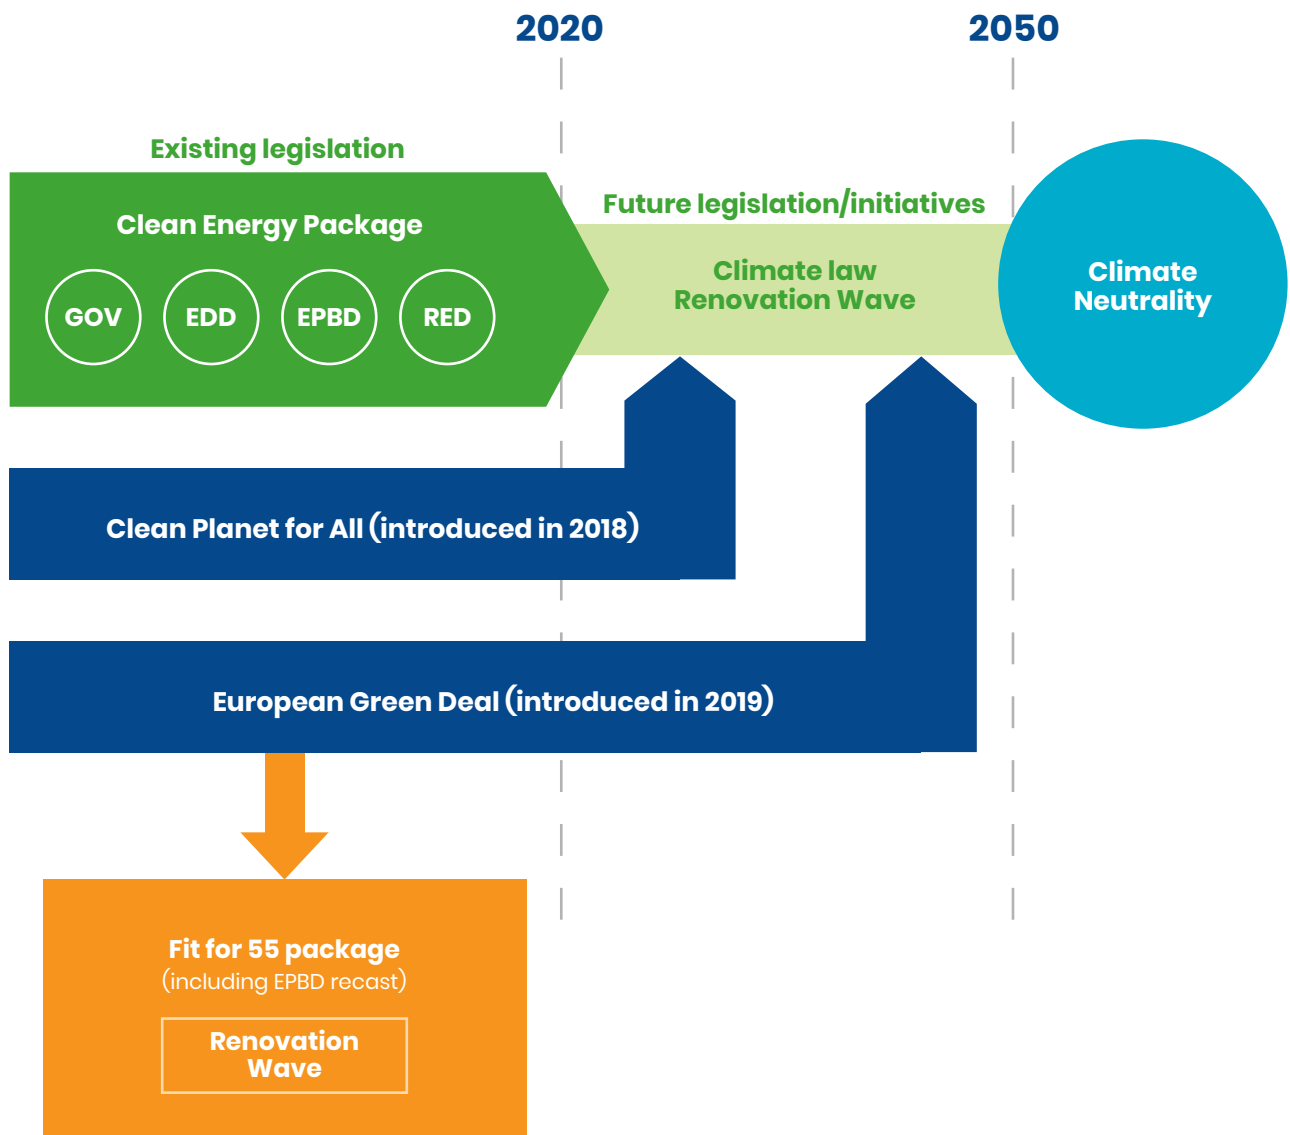 2020
2050
Existing legislation
Clean Energy Package
GOV
EDD
EPBD
RED
Future legislation/initiatives
Climate law
Renovation Wave
Climate
Neutrality
Clean Planet for All (introduced in 2018)
European Green Deal (introduced in 2019)
Fit for 55 package
(including EPBD recast)
Renovation
Wave